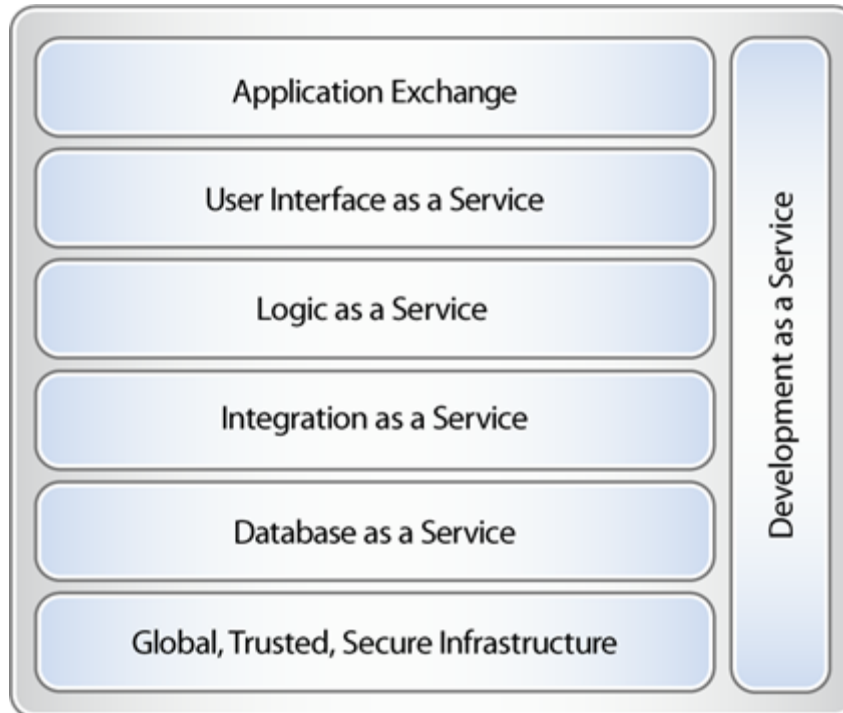 Application Exchange
User Interface as a Service
Logic as a Service
Integration as a Service
Database as a Service
Global, Trusted, Secure Infrastructure
Development as a Service